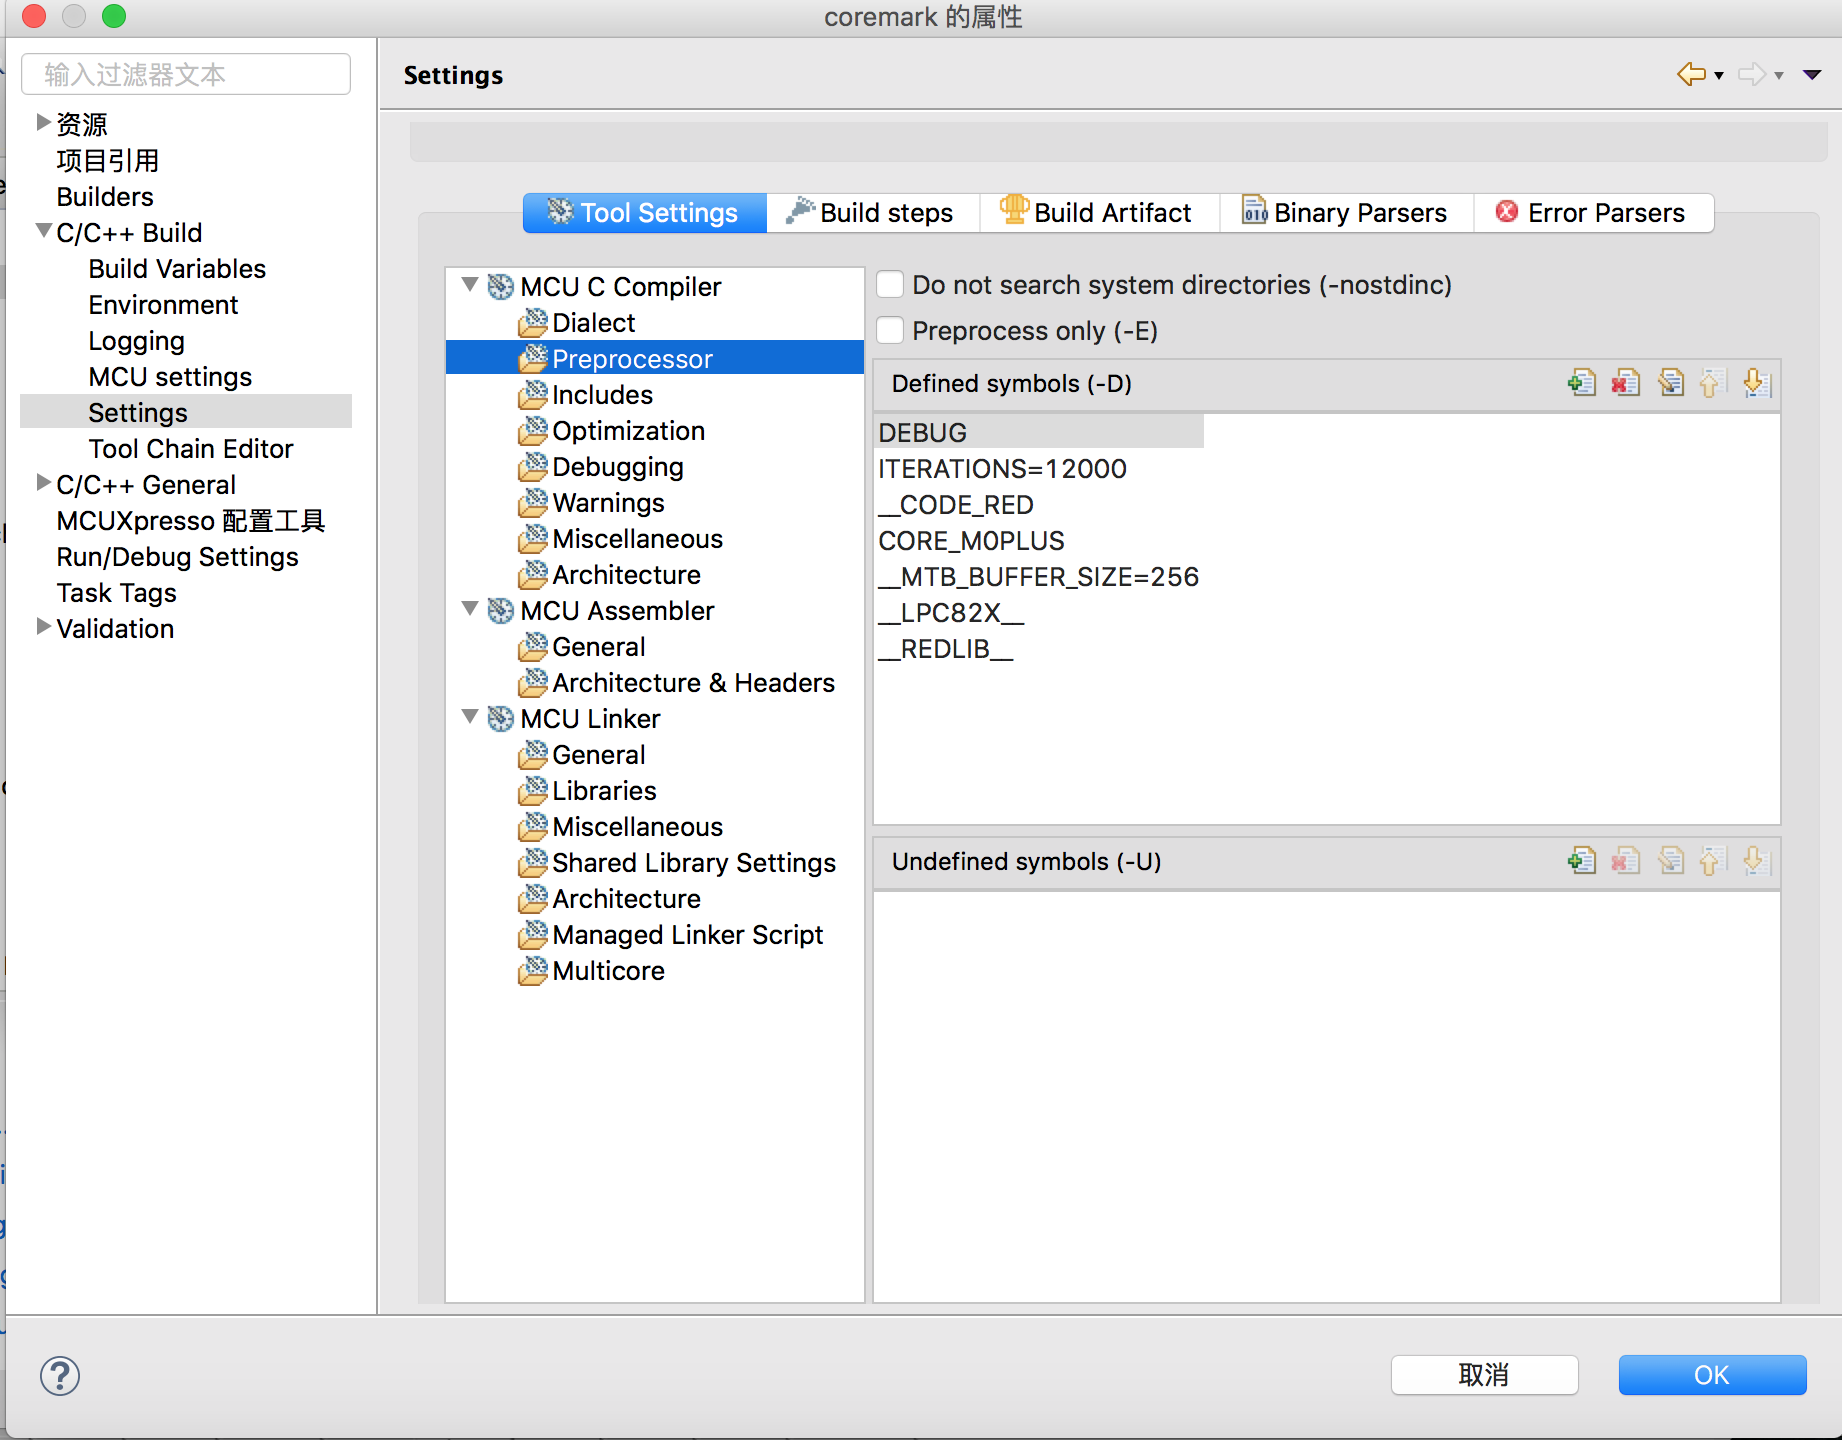 coremark 的属性
输入过滤器文本
资源
项目引用
Builders
C/C++ Build
Build Variables
Environment
Logging
MCU settings
Settings
Tool Chain Editor
C/C++ General
MCUXpresso 配置工具
Run/Debug Settings
Task Tags
Validation
Settings
Tool Settings
Build steps
Build Artifact
Binary Parsers
Error Parsers
MCU C Compiler
Dialect
Preprocessor
Includes
Optimization
Debugging
Warnings
Miscellaneous
Architecture
MCU Assembler
General
Architecture & Headers
MCU Linker
General
Libraries
Miscellaneous
Shared Library Settings
Architecture
Managed Linker Script
Multicore
Do not search system directories (-nostdinc)
Preprocess only (-E)
Defined symbols (-D)
DEBUG
ITERATIONS=12000
__CODE_RED
CORE_M0PLUS
__MTB_BUFFER_SIZE=256
__LPC82X__
__REDLIB__
Undefined symbols (-U)
?
取消
OK